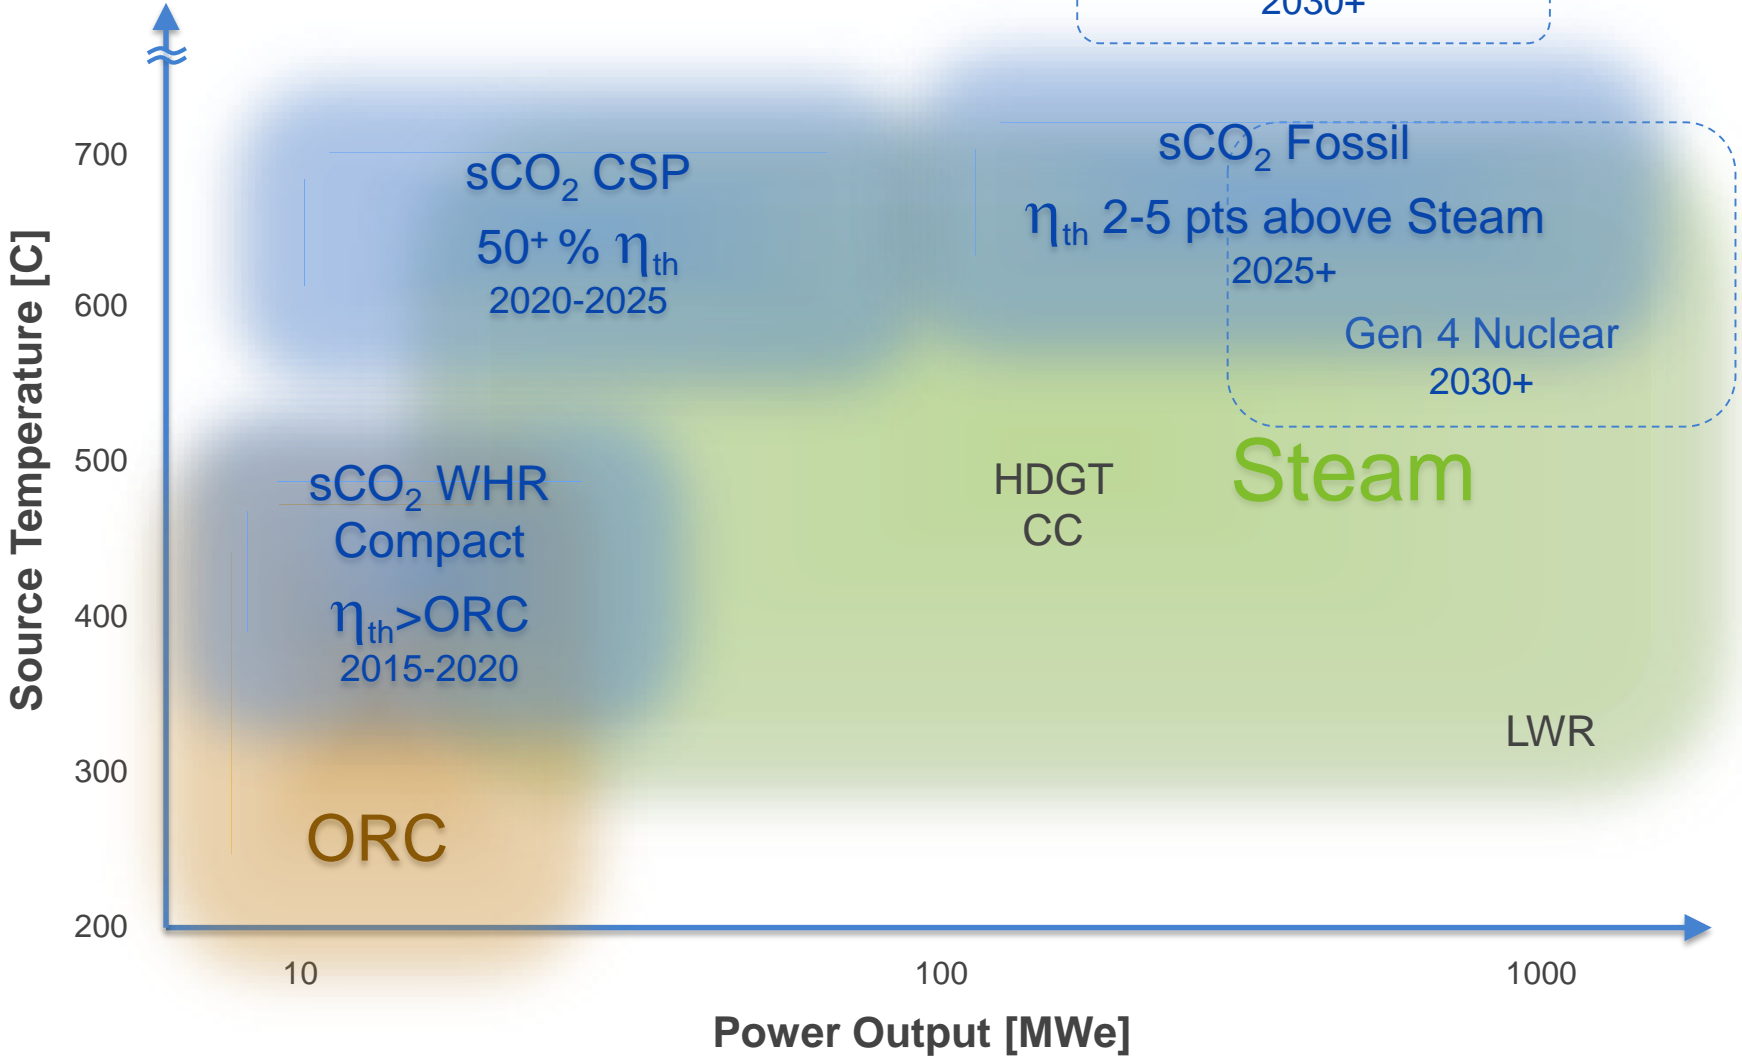 2030+
700
600
500
400
300
200
Source Temperature [C]
sCO₂ CSP
50⁺ % ηth
2020-2025
sCO₂ Fossil
ηth 2-5 pts above Steam
2025+
Gen 4 Nuclear
2030+
sCO₂ WHR
Compact
ηth>ORC
2015-2020
HDGT
CC
Steam
LWR
ORC
10
100
1000
Power Output [MWe]